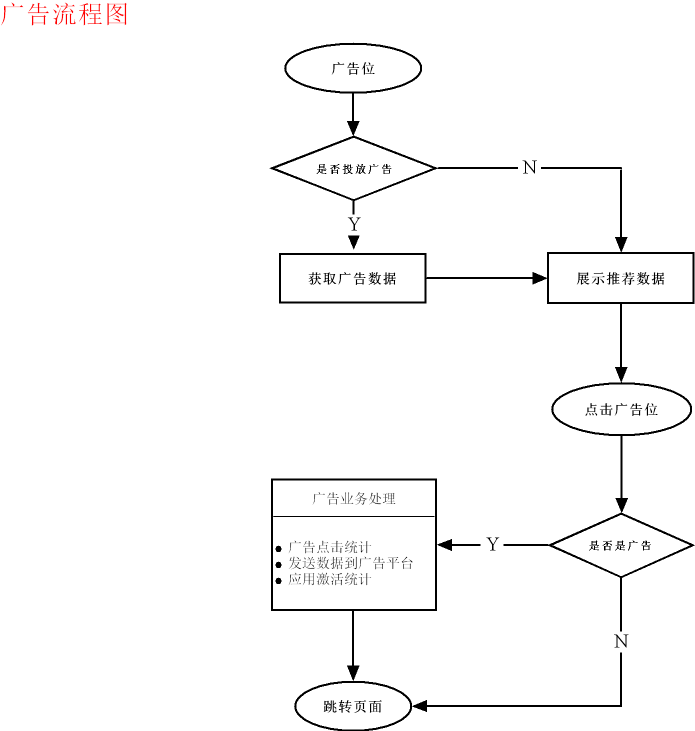 广告流程图
广告位
是否投放广告
N
Y
获取广告数据
展示推荐数据
点击广告位
广告业务处理
● 广告点击统计
● 发送数据到广告平台
● 应用激活统计
Y
是否是广告
N
跳转页面